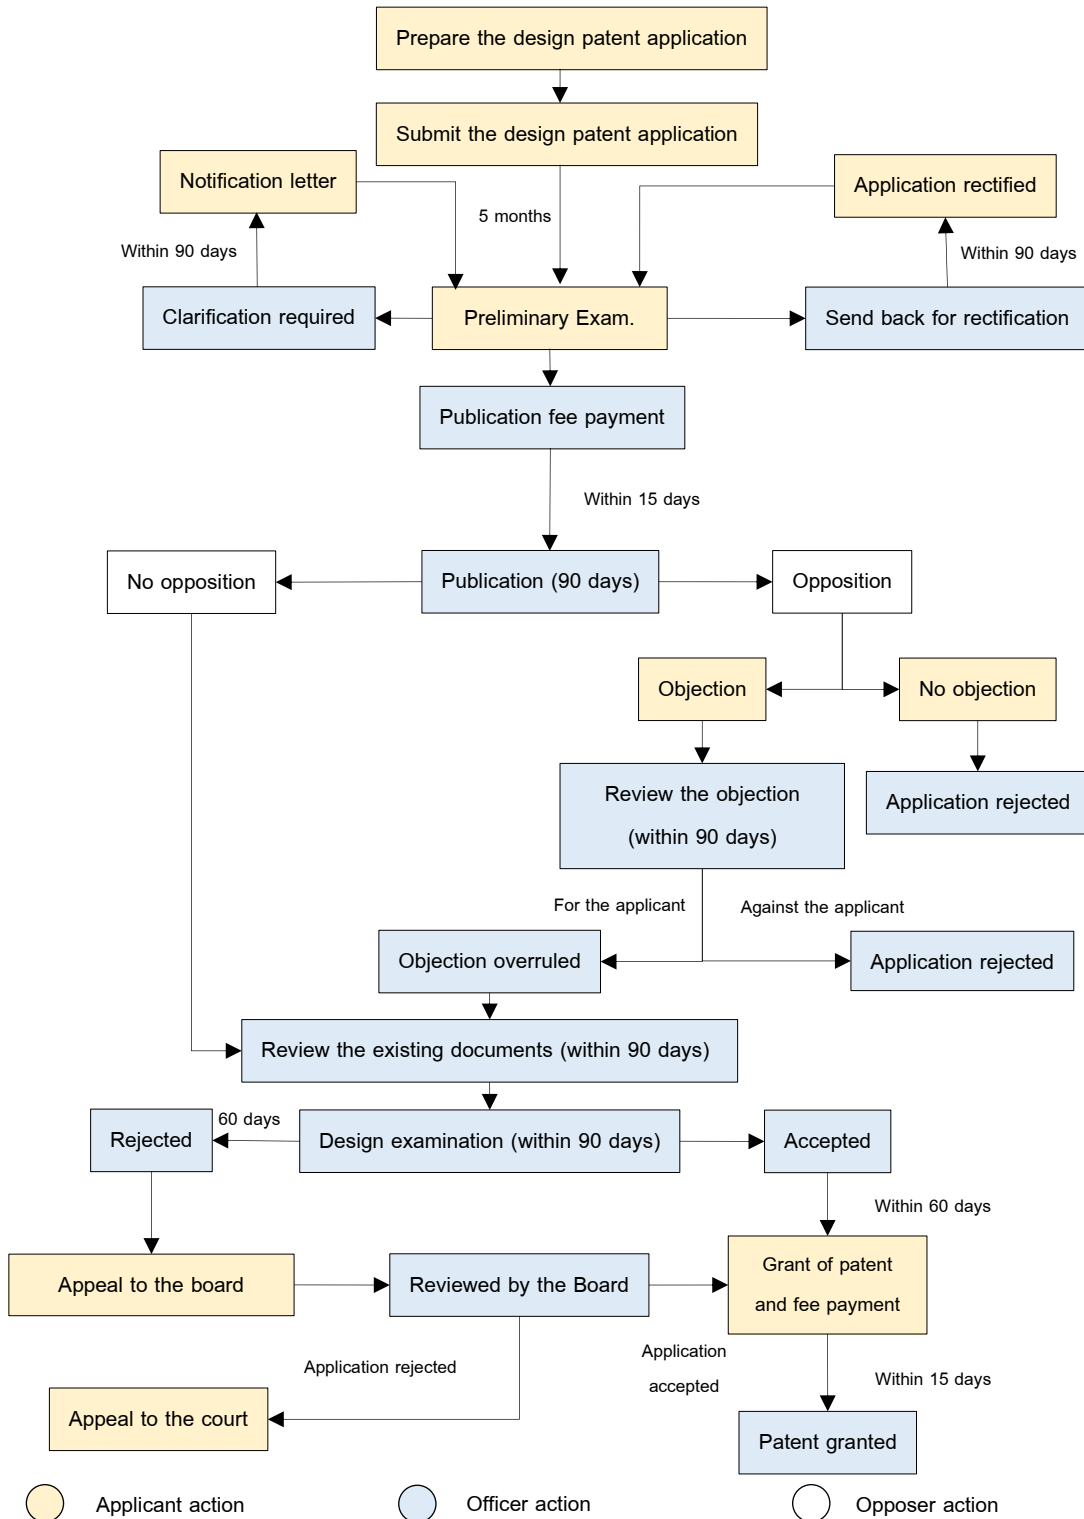 Prepare the design patent application
Submit the design patent application
Notification letter
Application rectified
5 months
Within 90 days
Within 90 days
Clarification required
Preliminary Exam.
Send back for rectification
Publication fee payment
Within 15 days
No opposition
Publication (90 days)
Opposition
Objection
No objection
Review the objection
(within 90 days)
Application rejected
For the applicant
Against the applicant
Objection overruled
Application rejected
Review the existing documents (within 90 days)
Rejected
60 days
Design examination (within 90 days)
Accepted
Within 60 days
Appeal to the board
Reviewed by the Board
Grant of patent
and fee payment
Application rejected
Application
accepted
Within 15 days
Appeal to the court
Patent granted
Applicant action
Officer action
Opposer action